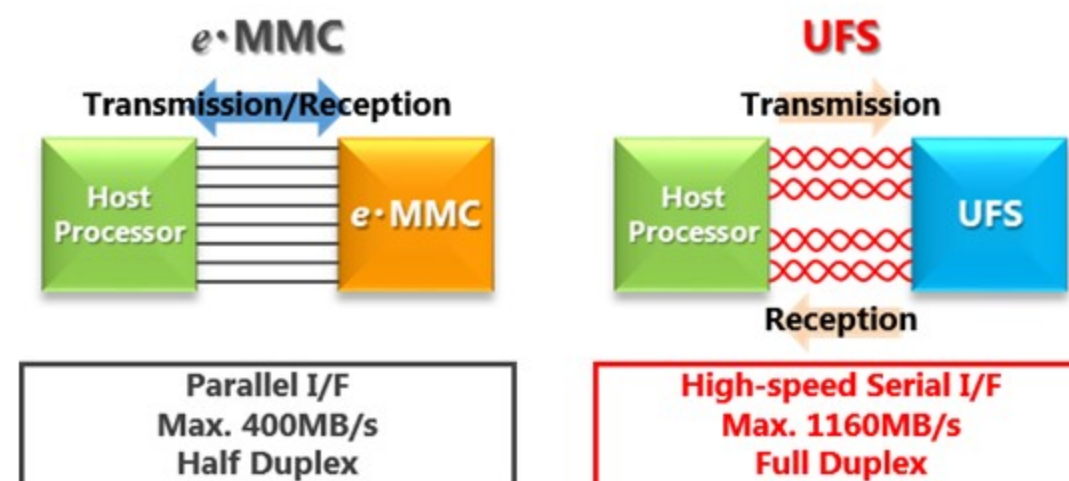 e·MMC
Transmission/Reception
Host
Processor
e·MMC
Parallel I/F
Max. 400MB/s
Half Duplex
UFS
Transmission
Host
Processor
UFS
Reception
High-speed Serial I/F
Max. 1160MB/s
Full Duplex